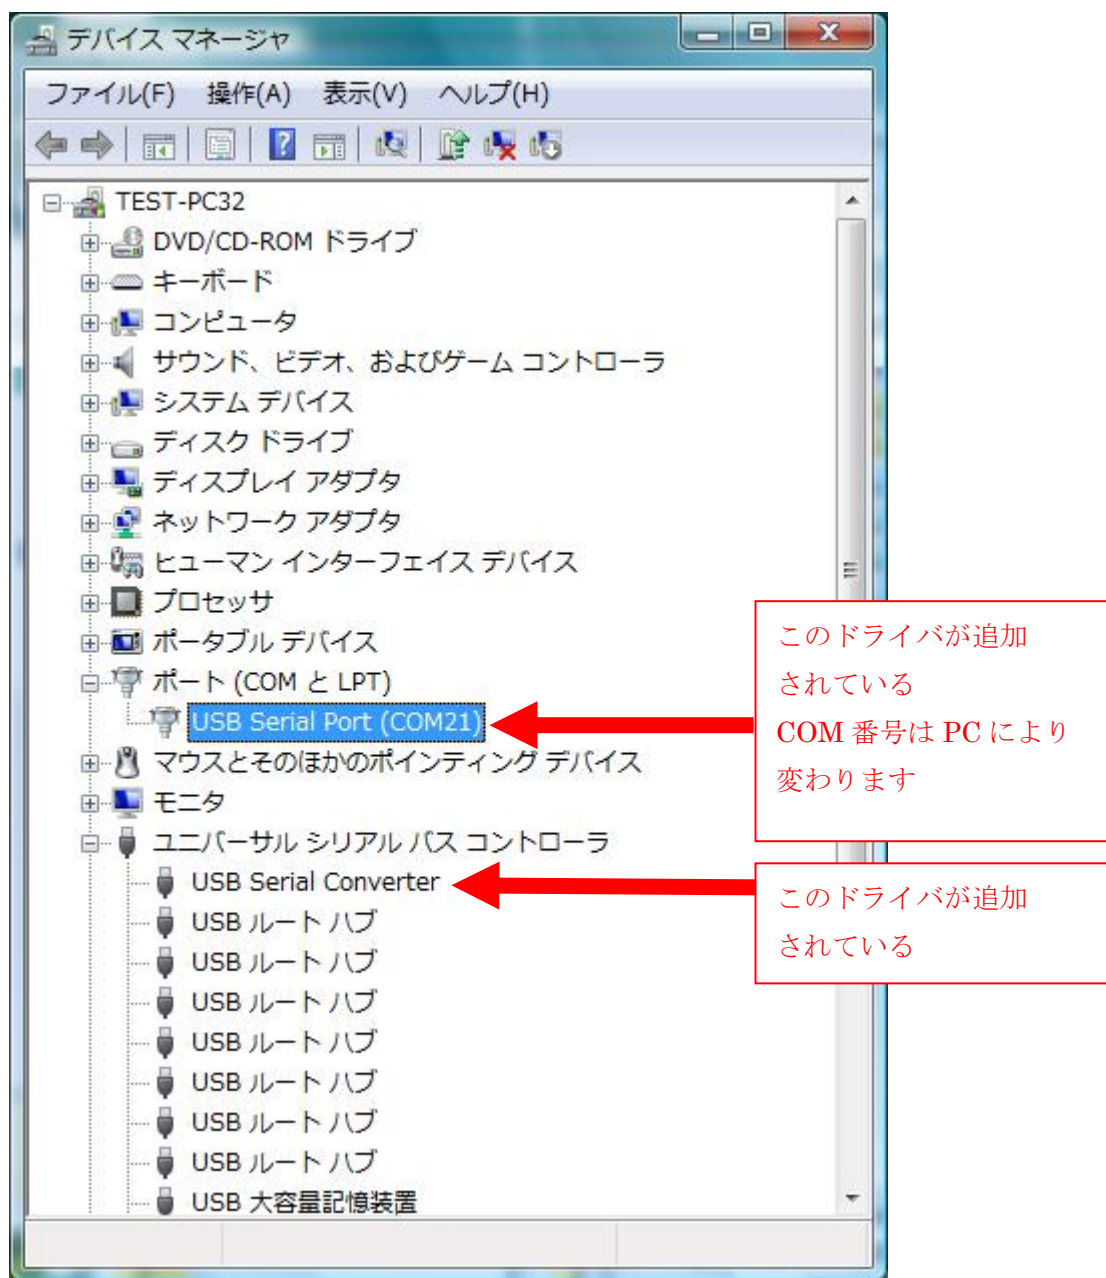 デバイス マネージャ
ファイル(F) 操作(A) 表示(V) ヘルプ(H)
TEST-PC32
DVD/CD-ROM ドライブ
キーボード
コンピュータ
サウンド、ビデオ、およびゲーム コントローラ
システム デバイス
ディスク ドライブ
ディスプレイ アダプタ
ネットワーク アダプタ
ヒューマン インターフェイス デバイス
プロセッサ
ポータブル デバイス
ポート (COM と LPT)
USB Serial Port (COM21)
マウスとそのほかのポインティング デバイス
モニタ
ユニバーサル シリアル バス コントローラ
USB Serial Converter
USB ルート ハブ
USB ルート ハブ
USB ルート ハブ
USB ルート ハブ
USB ルート ハブ
USB ルート ハブ
USB ルート ハブ
USB 大容量記憶装置
このドライバが追加
されている
COM 番号は PC により
変わります
このドライバが追加
されている